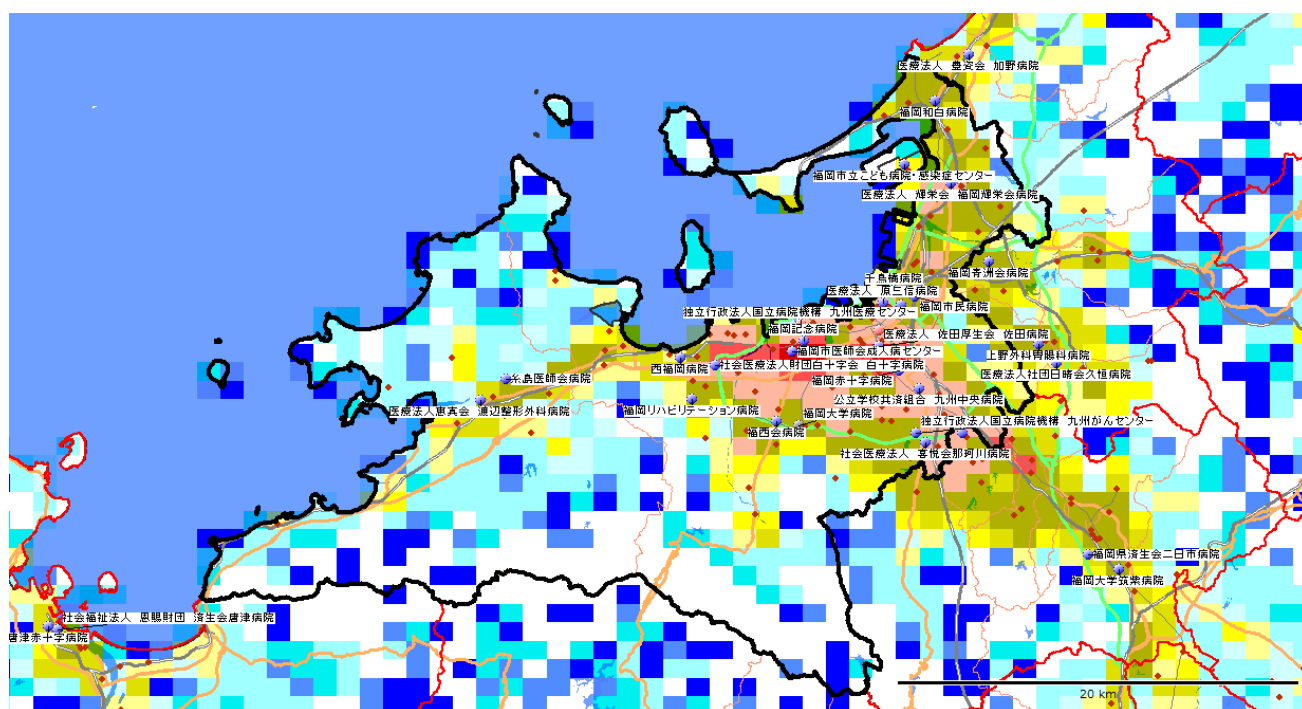 医療法人 豊資会 加野病院
福岡和白病院
福岡市立こども病院・感染症センター
医療法人 輝栄会 福岡輝栄会病院
千鳥橋病院
福岡青洲会病院
医療法人 原三信病院
独立行政法人国立病院機構 九州医療センター
福岡市民病院
福岡記念病院
医療法人 佐田厚生会 佐田病院
福岡市医師会成人病センター
上野外科胃腸科病院
西福岡病院
社会医療法人財団白十字会 白十字病院
医療法人社団日晴会久恒病院
糸島医師会病院
福岡赤十字病院
医療法人恵真会 渡辺整形外科病院
福岡リハビリテーション病院
公立学校共済組合 九州中央病院
福岡大学病院
独立行政法人国立病院機構 九州がんセンター
福西会病院
社会医療法人 喜悦会那珂川病院
福岡県済生会二日市病院
福岡大学筑紫病院
社会福祉法人 恩賜財団 済生会唐津病院
唐津赤十字病院
20 km